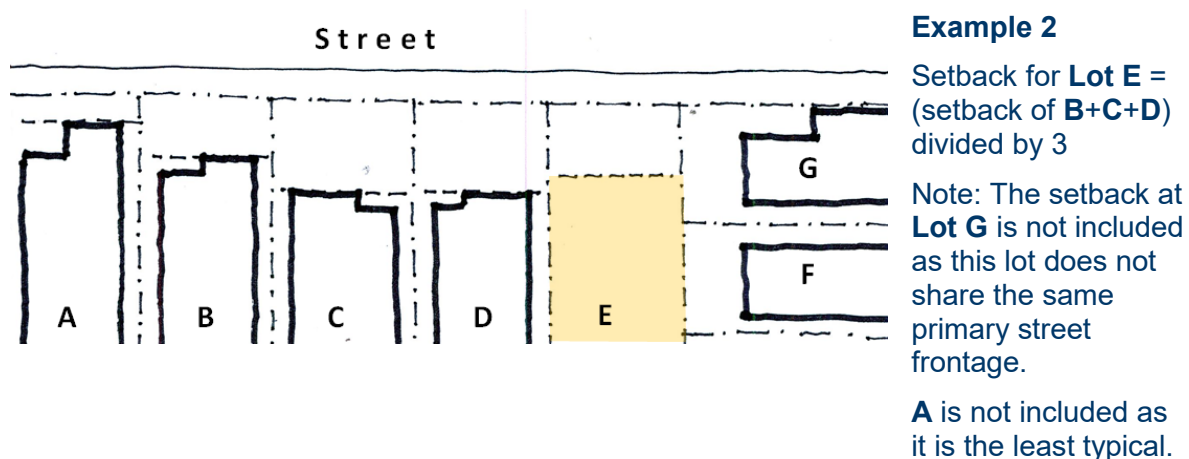 Street
A
B
C
D
E
G
F
Example 2
Setback for Lot E =
(setback of B+C+D)
divided by 3
Note: The setback at
Lot G is not included
as this lot does not
share the same
primary street
frontage.
A is not included as
it is the least typical.